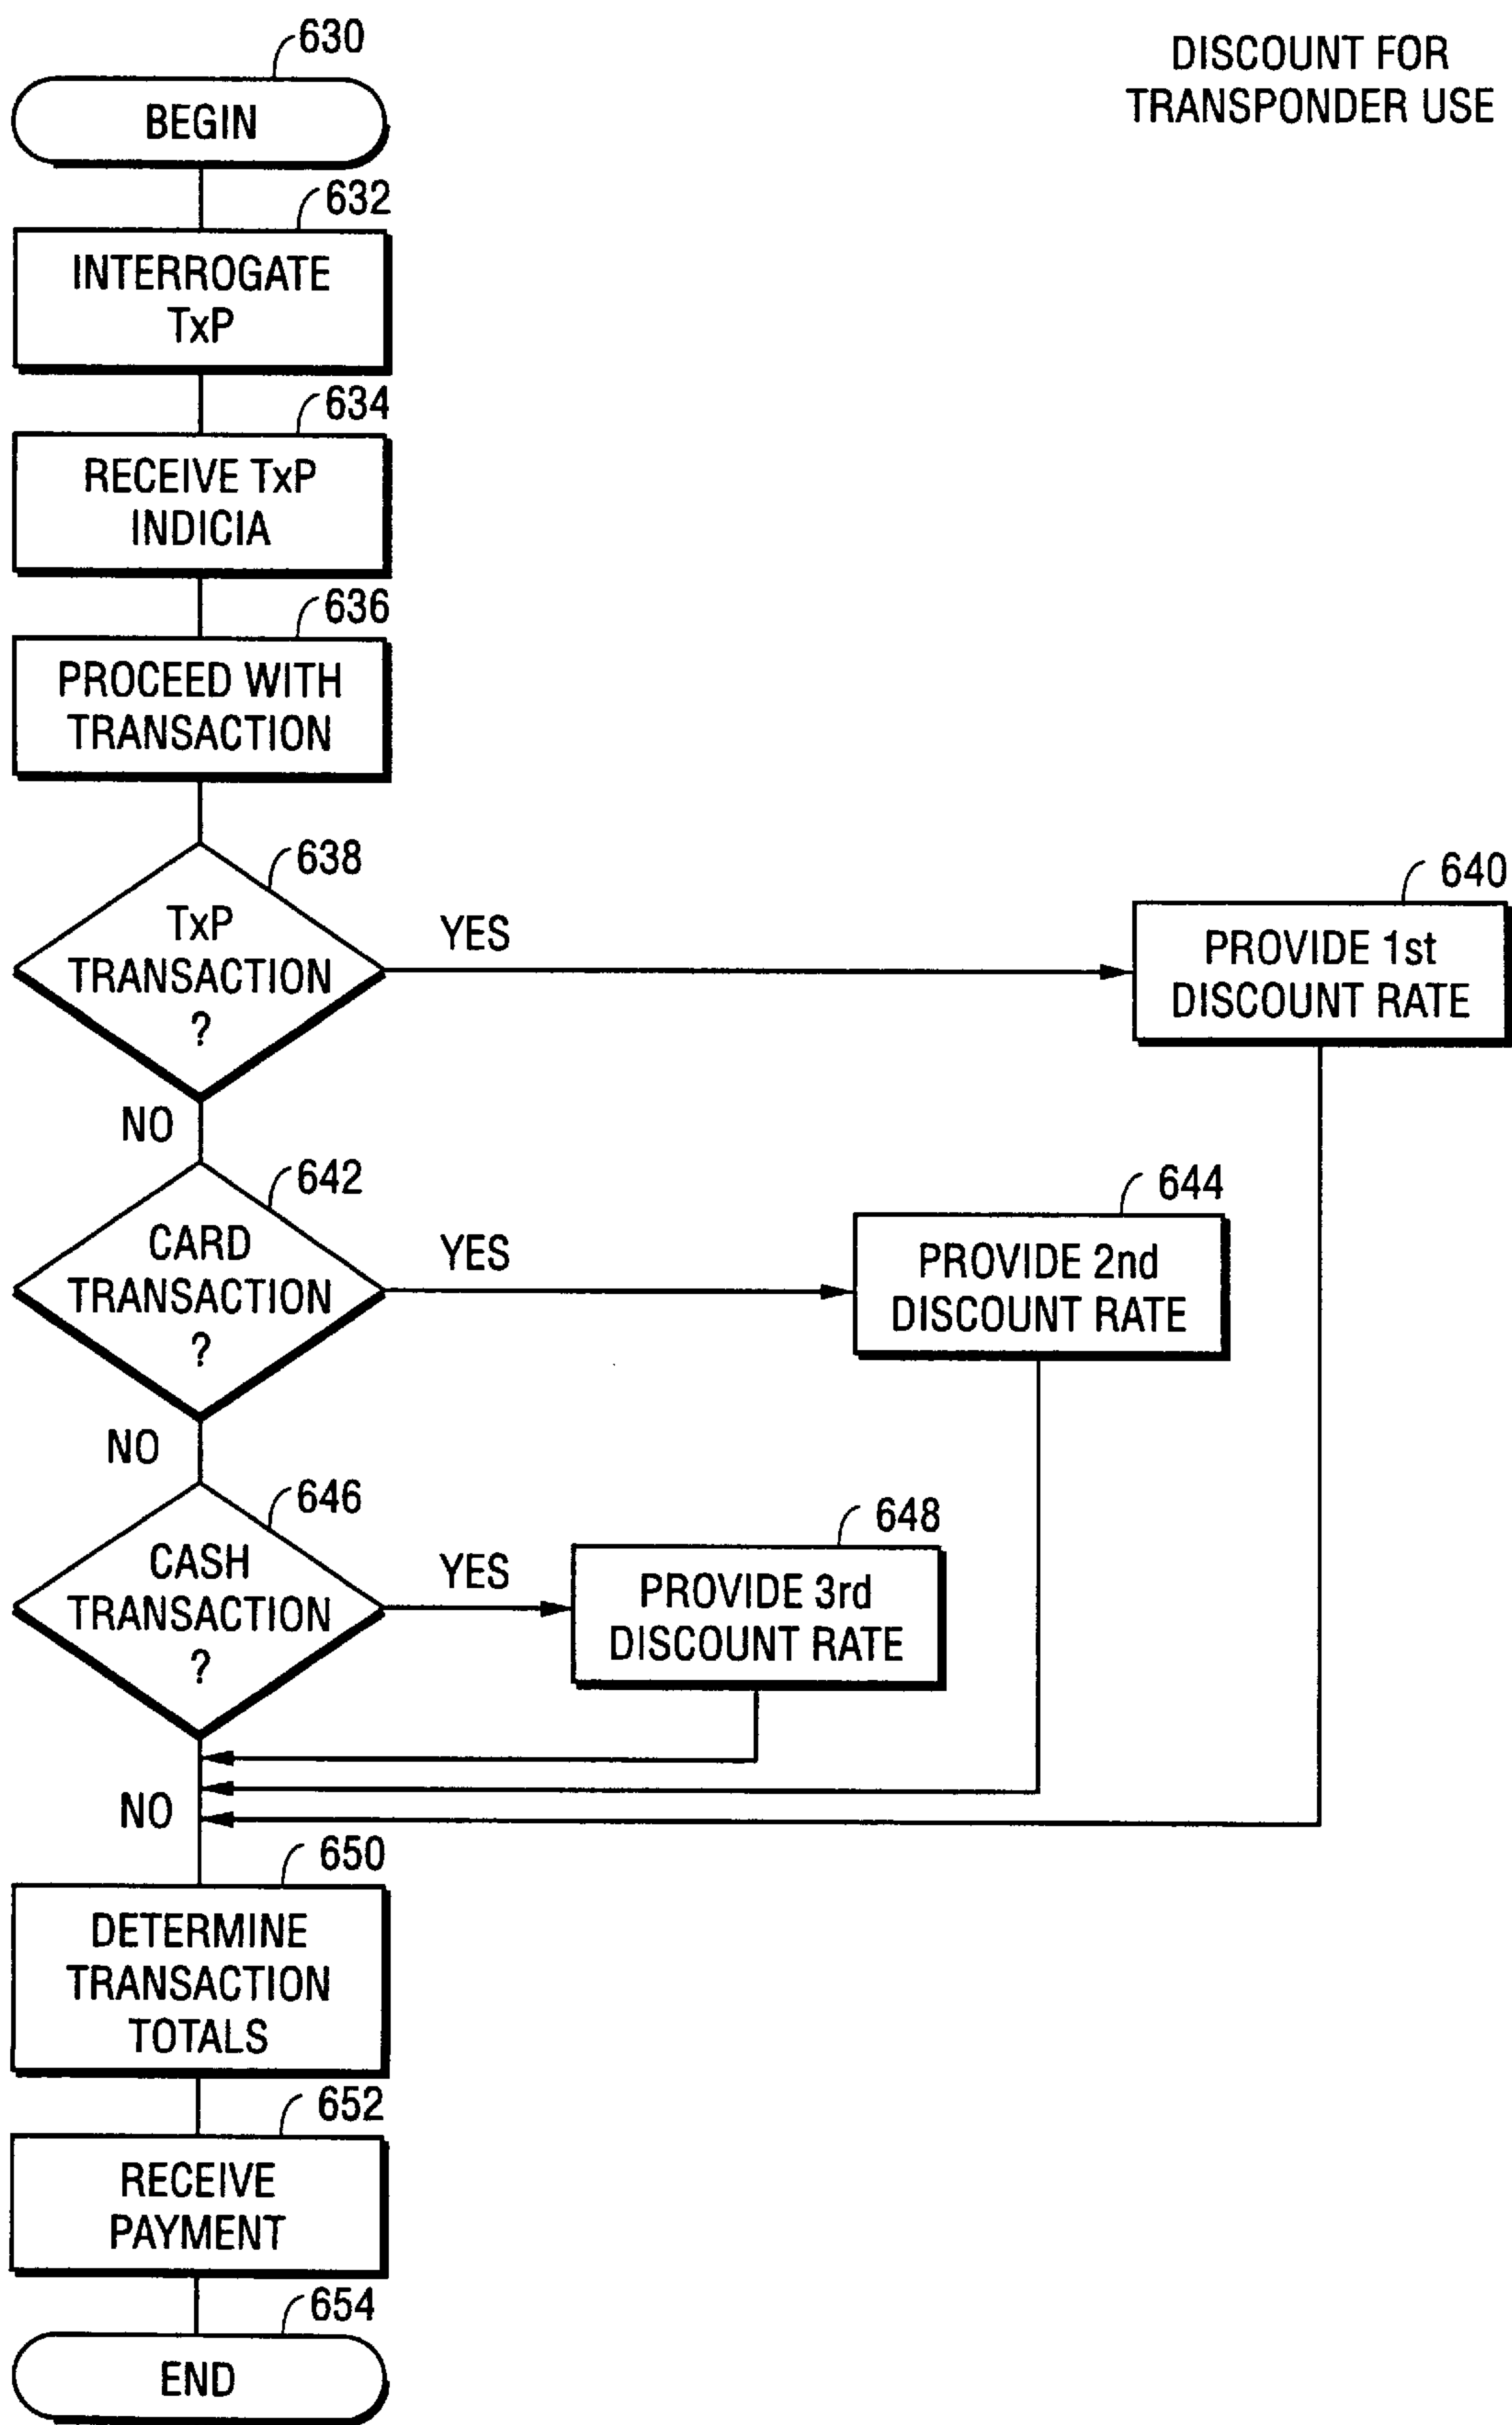 630
DISCOUNT FOR
TRANSPONDER USE
BEGIN
632
INTERROGATE
TxP
634
RECEIVE TxP
INDICIA
636
PROCEED WITH
TRANSACTION
638
TxP
TRANSACTION
?
YES
640
PROVIDE 1st
DISCOUNT RATE
NO
642
CARD
TRANSACTION
?
YES
644
PROVIDE 2nd
DISCOUNT RATE
NO
646
CASH
TRANSACTION
?
YES
648
PROVIDE 3rd
DISCOUNT RATE
NO
650
DETERMINE
TRANSACTION
TOTALS
652
RECEIVE
PAYMENT
654
END